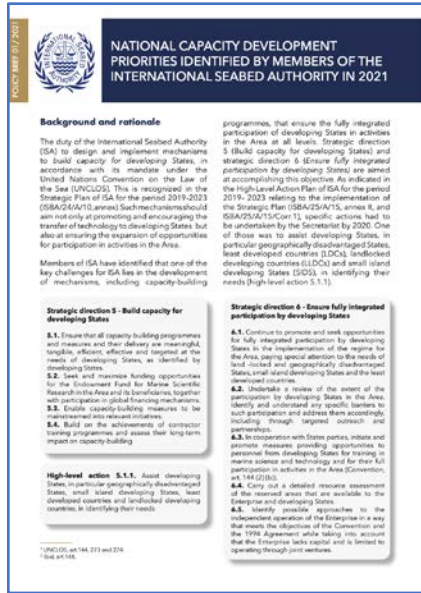 POLICY BRIEF 01/2021
INTERNATIONAL SEABED AUTHORITY
NATIONAL CAPACITY DEVELOPMENT
PRIORITIES IDENTIFIED BY MEMBERS OF THE
INTERNATIONAL SEABED AUTHORITY IN 2021
Background and rationale
The duty of the International Seabed Authority
(ISA) to design and implement mechanisms
to build capacity for developing States, in
accordance with its mandate under the
United Nations Convention on the Law of
the Sea (UNCLOS). This is recognized in the
Strategic Plan of ISA for the period 2019-2023
(ISBA/24/A/10,annex) Such mechanisms should
aim not only at promoting and encouraging the
transfer of technology to developing States but
also at ensuring the expansion of opportunities
for participation in activities in the Area.
Members of ISA have identified that one of the
key challenges for ISA lies in the development
of mechanisms, including capacity-building
programmes, that ensure the fully integrated
participation of developing States in activities
in the Area at all levels. Strategic direction
5 (Build capacity for developing States) and
strategic direction 6 (Ensure fully integrated
participation by developing States) are aimed
at accomplishing this objective. As indicated in
the High-Level Action Plan of ISA for the period
2019- 2023 relating to the implementation of
the Strategic Plan (ISBA/25/A/15, annex II, and
ISBA/25/A/15/Corr.1), specific actions had to
be undertaken by the Secretariat by 2020. One
of those was to assist developing States, in
particular geographically disadvantaged States,
least developed countries (LDCs), landlocked
developing countries (LLDCs) and small island
developing States (SIDS), in identifying their
needs (high-level action 5.1.1).
Strategic direction 5 - Build capacity for
developing States
5.1. Ensure that all capacity-building programmes
and measures and their delivery are meaningful,
tangible, efficient, effective and targeted at the
needs of developing States, as identified by
developing States.
5.2. Seek and maximize funding opportunities
for the Endowment Fund for Marine Scientific
Research in the Area and its beneficiaries, together
with participation in global financing mechanisms.
5.3. Enable capacity-building measures to be
mainstreamed into relevant initiatives.
5.4. Build on the achievements of contractor
training programmes and assess their long-term
impact on capacity-building
High-level action 5.1.1. Assist developing
States, in particular geographically disadvantaged
States, small island developing States, least
developed countries and landlocked developing
countries, in identifying their needs
Strategic direction 6 - Ensure fully integrated
participation by developing States
6.1. Continue to promote and seek opportunities
for fully integrated participation by developing
States in the implementation of the regime for
the Area, paying special attention to the needs of
land -locked and geographically disadvantaged
States, small island developing States and the least
developed countries.
6.2. Undertake a review of the extent of the
participation by developing States in the Area,
identify and understand any specific barriers to
such participation and address them accordingly,
including through targeted outreach and
partnerships.
6.3. In cooperation with States parties, initiate and
promote measures providing opportunities to
personnel from developing States for training in
marine science and technology and for their full
participation in activities in the Area (Convention,
art. 144 (2) (b)).
6.4. Carry out a detailed resource assessment
of the reserved areas that are available to the
Enterprise and developing States.
6.5. Identify possible approaches to the
independent operation of the Enterprise in a way
that meets the objectives of the Convention and
the 1994 Agreement while taking into account
that the Enterprise lacks capital and is limited to
operating through joint ventures.
UNCLOS, art.144, 273 and 274.
Ibid, art.148.